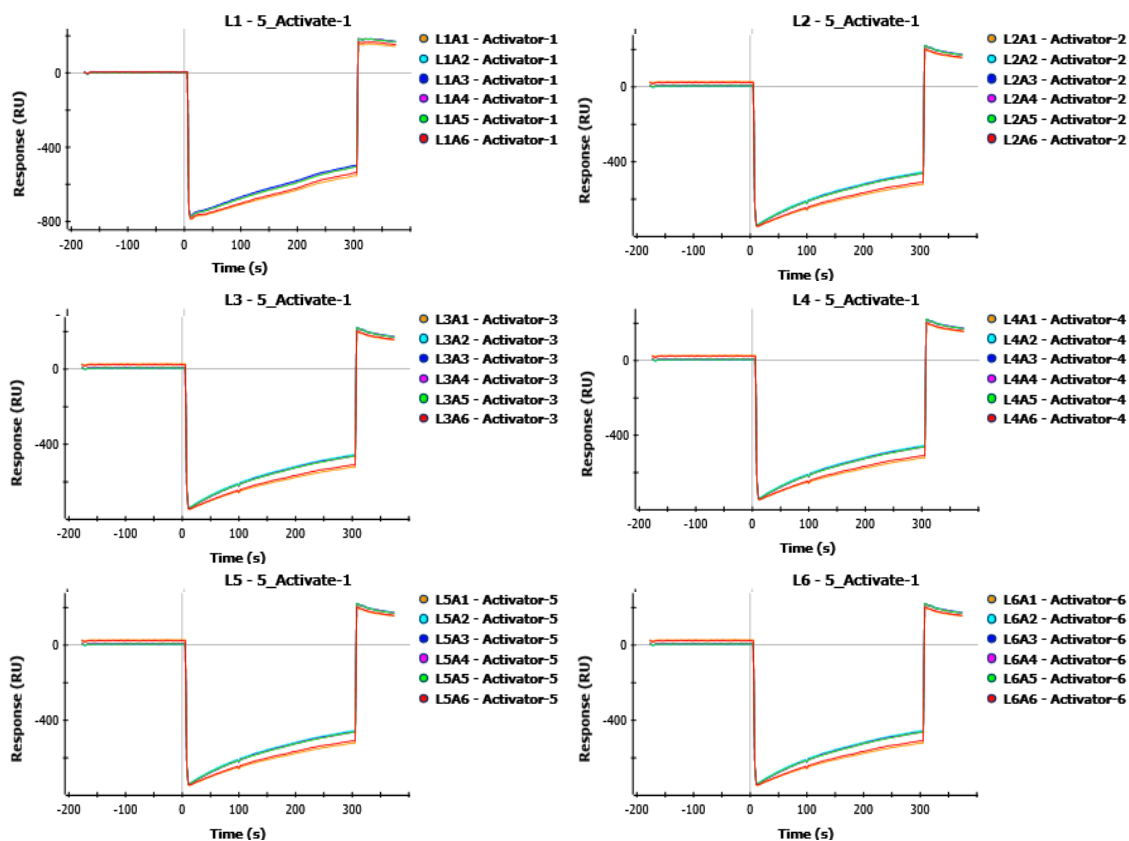 L1 - 5_Activate-1
Response (RU)
0
-400
-800
-200 -100 0 100 200 300
Time (s)
L1A1 - Activator-1
L1A2 - Activator-1
L1A3 - Activator-1
L1A4 - Activator-1
L1A5 - Activator-1
L1A6 - Activator-1
L2 - 5_Activate-1
Response (RU)
0
-400
-200 -100 0 100 200 300
Time (s)
L2A1 - Activator-2
L2A2 - Activator-2
L2A3 - Activator-2
L2A4 - Activator-2
L2A5 - Activator-2
L2A6 - Activator-2
L3 - 5_Activate-1
Response (RU)
0
-400
-200 -100 0 100 200 300
Time (s)
L3A1 - Activator-3
L3A2 - Activator-3
L3A3 - Activator-3
L3A4 - Activator-3
L3A5 - Activator-3
L3A6 - Activator-3
L4 - 5_Activate-1
Response (RU)
0
-400
-200 -100 0 100 200 300
Time (s)
L4A1 - Activator-4
L4A2 - Activator-4
L4A3 - Activator-4
L4A4 - Activator-4
L4A5 - Activator-4
L4A6 - Activator-4
L5 - 5_Activate-1
Response (RU)
0
-400
-200 -100 0 100 200 300
Time (s)
L5A1 - Activator-5
L5A2 - Activator-5
L5A3 - Activator-5
L5A4 - Activator-5
L5A5 - Activator-5
L5A6 - Activator-5
L6 - 5_Activate-1
Response (RU)
0
-400
-200 -100 0 100 200 300
Time (s)
L6A1 - Activator-6
L6A2 - Activator-6
L6A3 - Activator-6
L6A4 - Activator-6
L6A5 - Activator-6
L6A6 - Activator-6